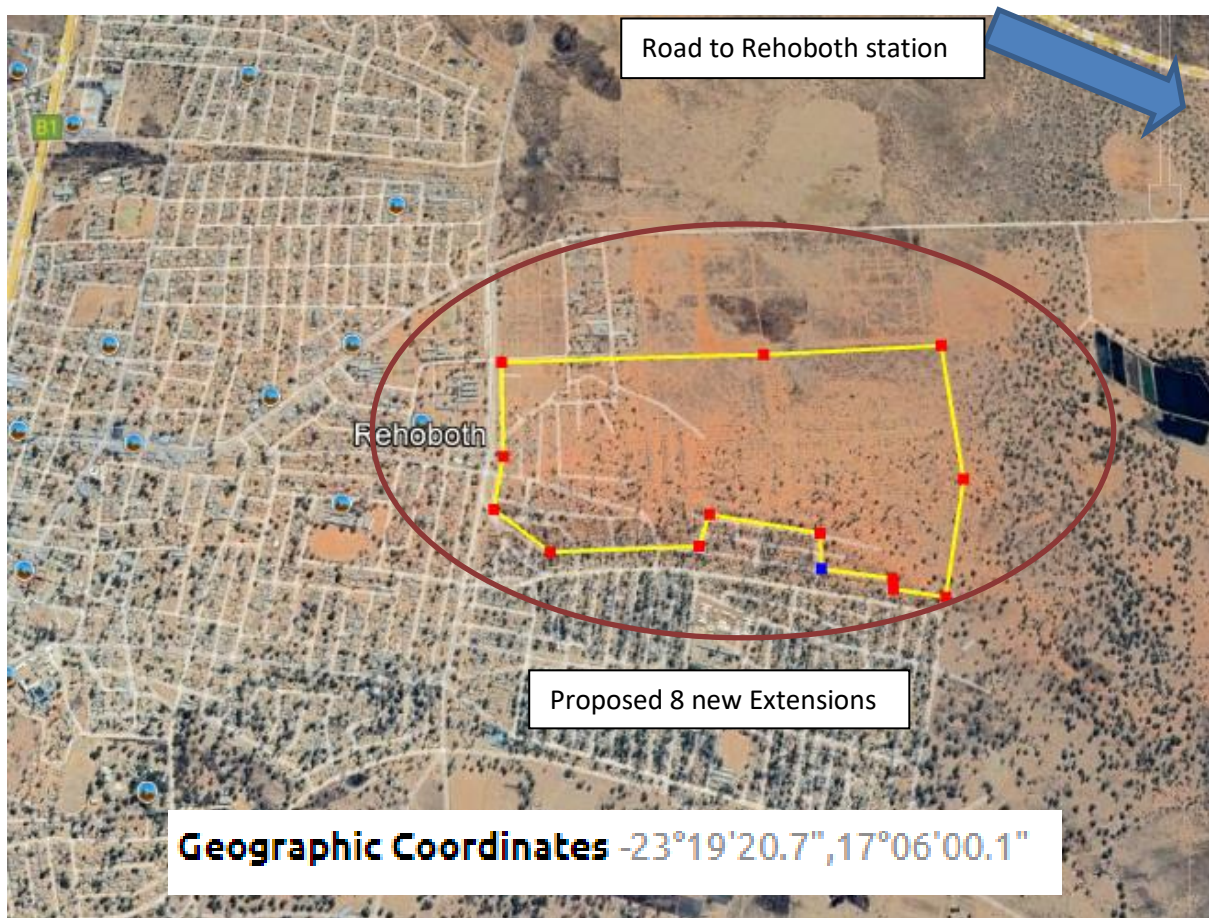 Road to Rehoboth station
B1
Rehoboth
Proposed 8 new Extensions
Geographic Coordinates -23°19'20.7",17°06'00.1"